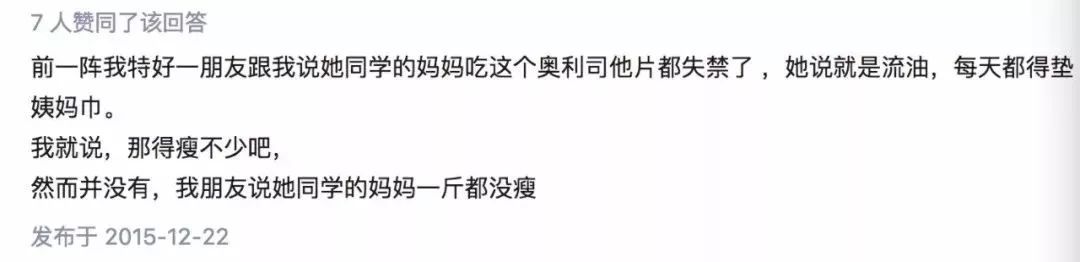 7 人赞同了该回答
前一阵我特好一朋友跟我说她同学的妈妈吃这个奥利司他片都失禁了 ，她说就是流油，每天都得垫
姨妈巾。
我就说，那得瘦不少吧，
然而并没有，我朋友说她同学的妈妈一斤都没瘦
发布于 2015-12-22